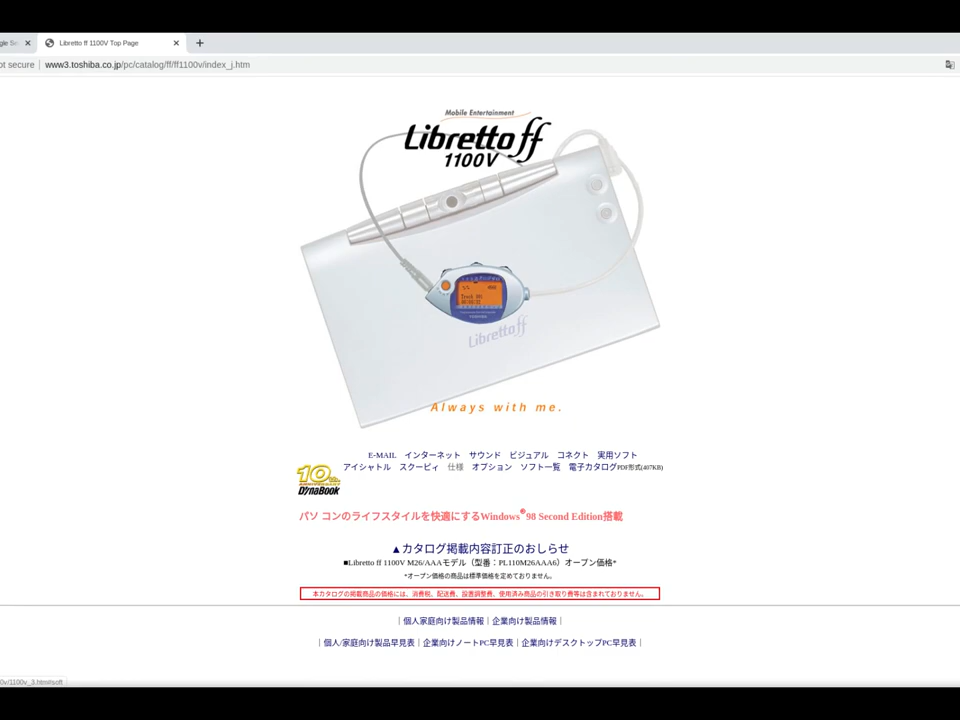 Libretto ff 1100V Top Page
ot secure | www3.toshiba.co.jp/pc/catalog/ff/ff1100v/index_j.htm
Mobile Entertainment
Libretto ff
1100V
Track 001
TOSHIBA
Libretto ff
Always with me.
E-MAIL インターネット サウンド ビジュアル コネクト 実用ソフト
アイシャトル スクービィ 仕様 オプション ソフト一覧 電子カタログPDF形式(407KB)
10th
ANNIVERSARY
DynaBook
パソ コンのライフスタイルを快適にするWindows®98 Second Edition搭載
▲カタログ掲載内容訂正のおしらせ
■Libretto ff 1100V M26/AAAモデル（型番：PL110M26AAA6）オープン価格*
*オープン価格の商品は標準価格を定めておりません。
本カタログの掲載商品の価格には、消費税、配送費、設置調整費、使用済み商品の引き取り費等は含まれておりません。
｜個人家庭向け製品情報｜企業向け製品情報｜
｜個人/家庭向け製品早見表｜企業向けノートPC早見表｜企業向けデスクトップPC早見表｜
0v/1100v_3.htm#soft